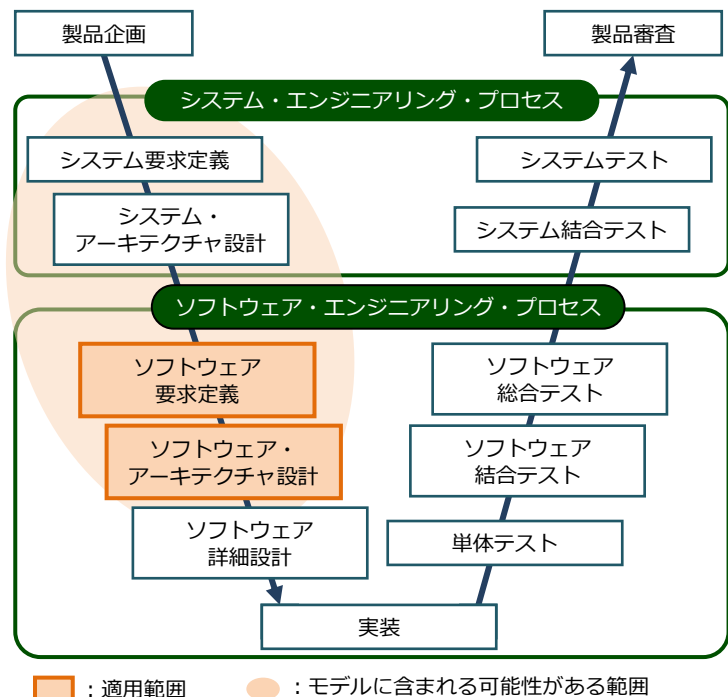 製品企画
製品審査
システム・エンジニアリング・プロセス
システム要求定義
システムテスト
システム・
アーキテクチャ設計
システム結合テスト
ソフトウェア・エンジニアリング・プロセス
ソフトウェア
要求定義
ソフトウェア
総合テスト
ソフトウェア・
アーキテクチャ設計
ソフトウェア
結合テスト
ソフトウェア
詳細設計
単体テスト
実装
：適用範囲
：モデルに含まれる可能性がある範囲